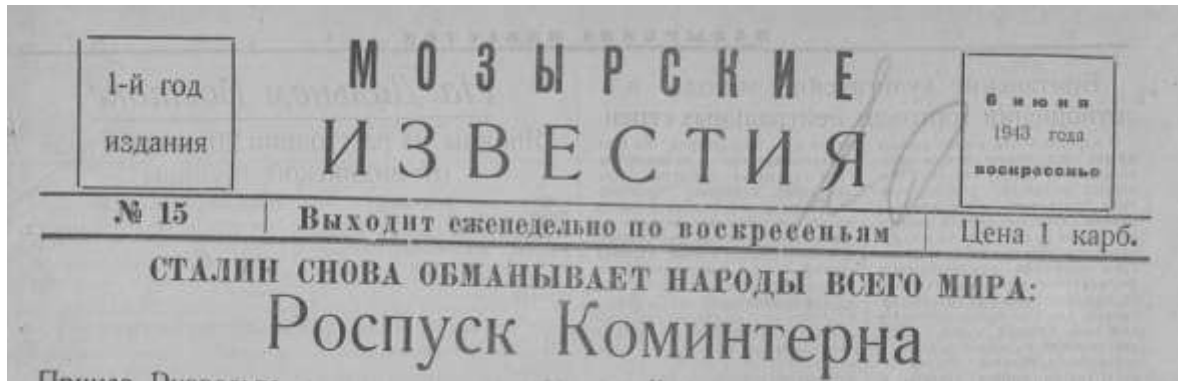 1-й год
издания
МОЗЫРСКИЕ
ИЗВЕСТИЯ
6 июня
1943 года
воскресенье
№ 15
Выходит еженедельно по воскресеньям
Цена 1 карб.
СТАЛИН СНОВА ОБМАНЫВАЕТ НАРОДЫ ВСЕГО МИРА:
Роспуск Коминтерна